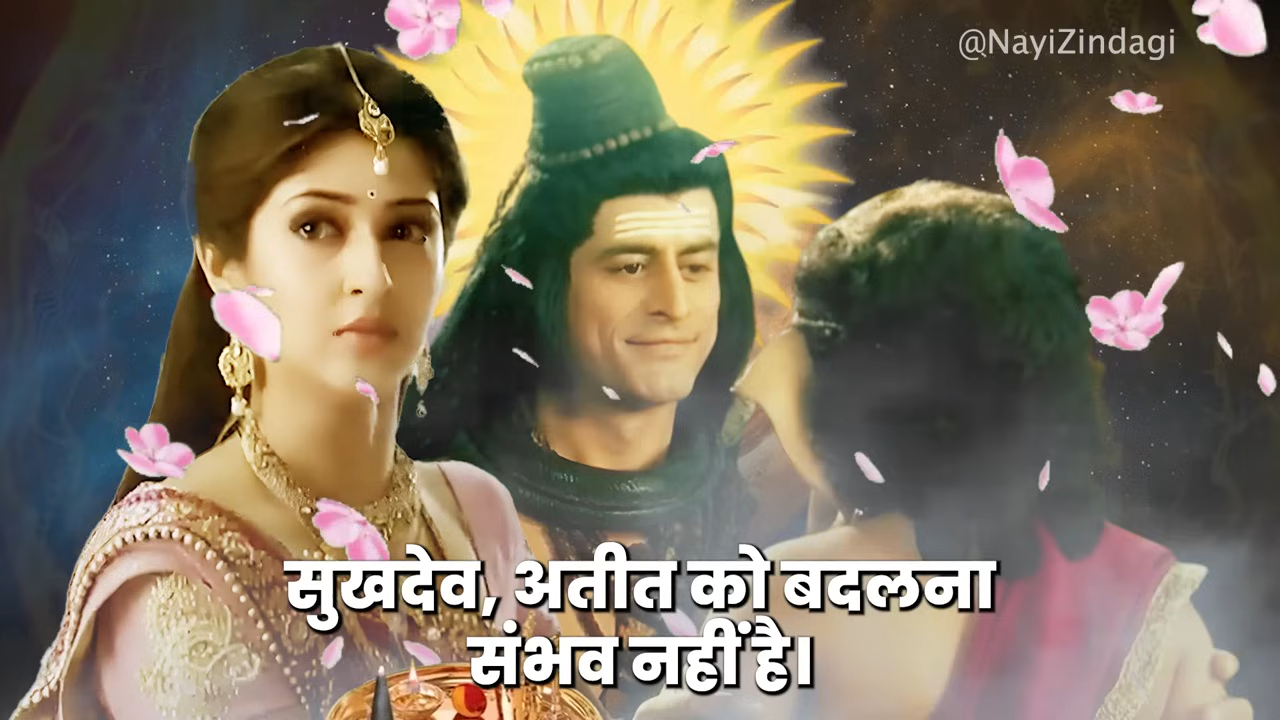 @NayiZindagi
सुखदेव, अतीत को बदलना
संभव नहीं है।